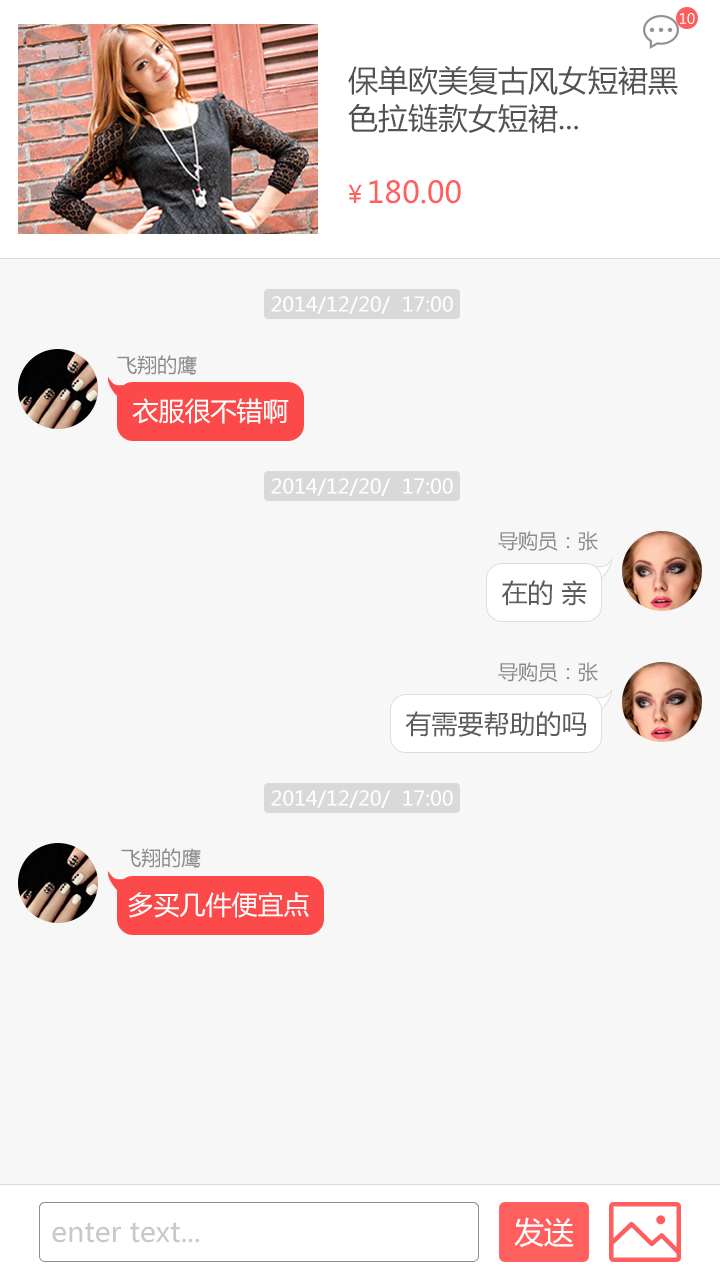 10
保单欧美复古风女短裙黑
色拉链款女短裙...
¥180.00
2014/12/20/ 17:00
飞翔的鹰
衣服很不错啊
2014/12/20/ 17:00
导购员：张
在的 亲
导购员：张
有需要帮助的吗
2014/12/20/ 17:00
飞翔的鹰
多买几件便宜点
enter text...
发送